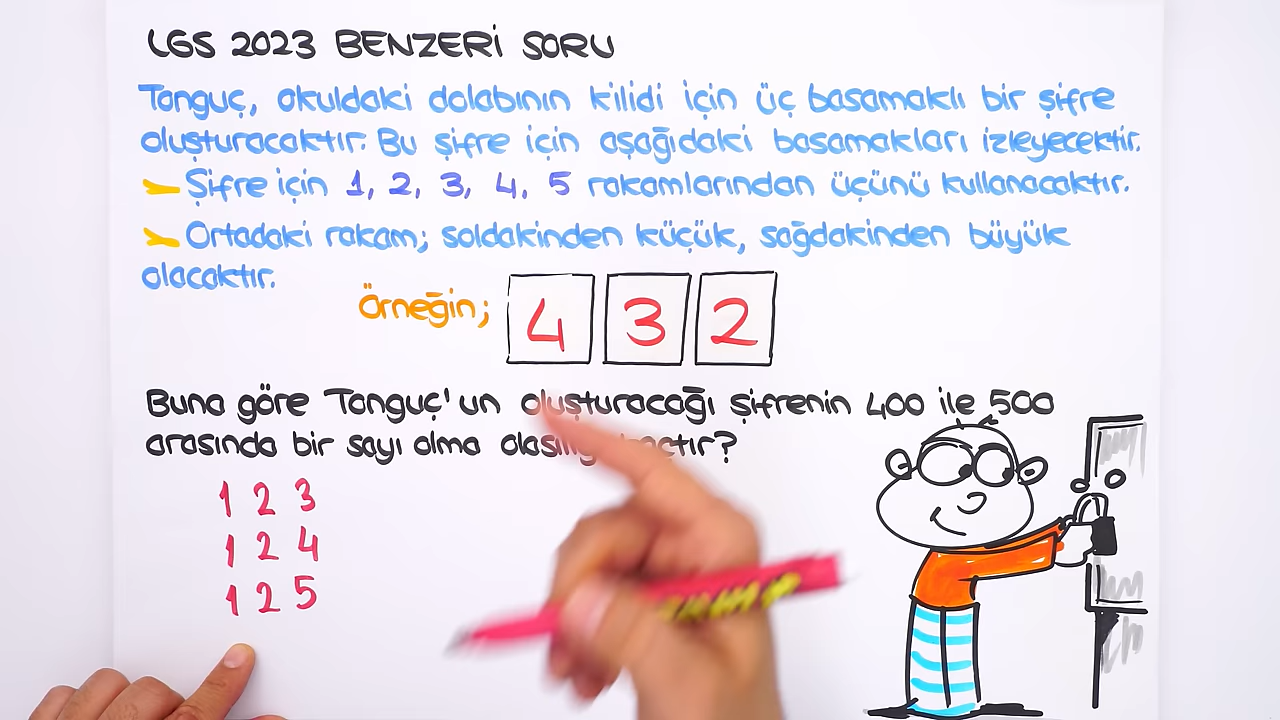 LGS 2023 BENZERİ SORU
Tonguç, okuldaki dolabının kilidi için üç basamaklı bir şifre
oluşturacaktır. Bu şifre için aşağıdaki basamakları izleyecektir.
Şifre için 1, 2, 3, 4, 5 rakamlarından üçünü kullanacaktır.
Ortadaki rakam; soldakinden küçük, sağdakinden büyük
olacaktır.
Örneğin; 4 3 2
Buna göre Tonguç'un oluşturacağı şifrenin 400 ile 500
arasında bir sayı olma
1 2 3
1 2 4
1 2 5